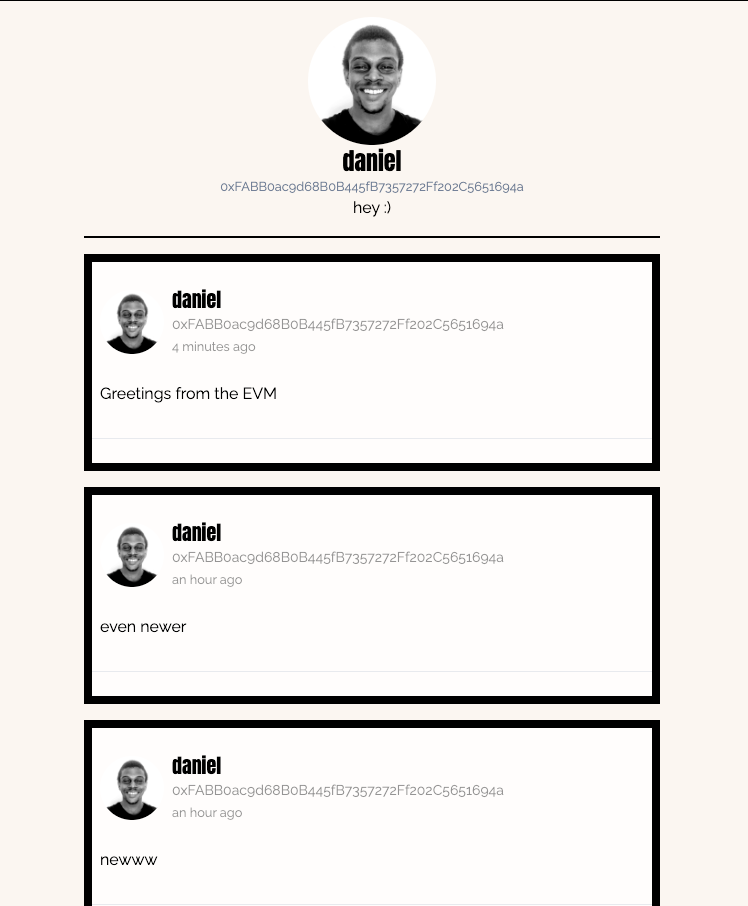 daniel
0xFABB0ac9d68B0B445fB7357272Ff202C5651694a
hey :)
daniel
0xFABB0ac9d68B0B445fB7357272Ff202C5651694a
4 minutes ago
Greetings from the EVM
daniel
0xFABB0ac9d68B0B445fB7357272Ff202C5651694a
an hour ago
even newer
daniel
0xFABB0ac9d68B0B445fB7357272Ff202C5651694a
an hour ago
newww